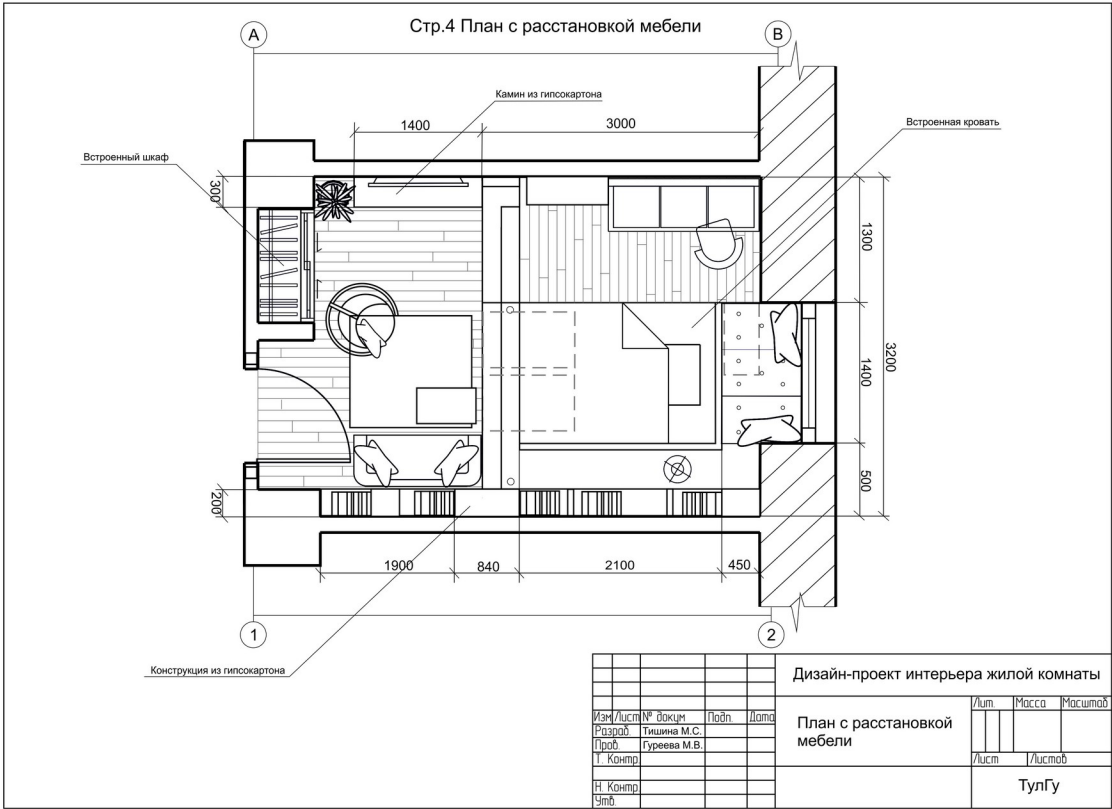 Стр.4 План с расстановкой мебели
А
В
Камин из гипсокартона
Встроенная кровать
1400
3000
Встроенный шкаф
300
1300
3200
1400
500
200
1900
840
2100
450
1
2
Конструкция из гипсокартона
Дизайн-проект интерьера жилой комнаты
Лит. Масса Масштаб
Изм Лист № докум Подп. Дата
План с расстановкой
мебели
Разраб. Тишина М.С.
Пров. Гуреева М.В.
Т. Контр.
Лист Листов
Н. Контр.
Утв.
ТулГу